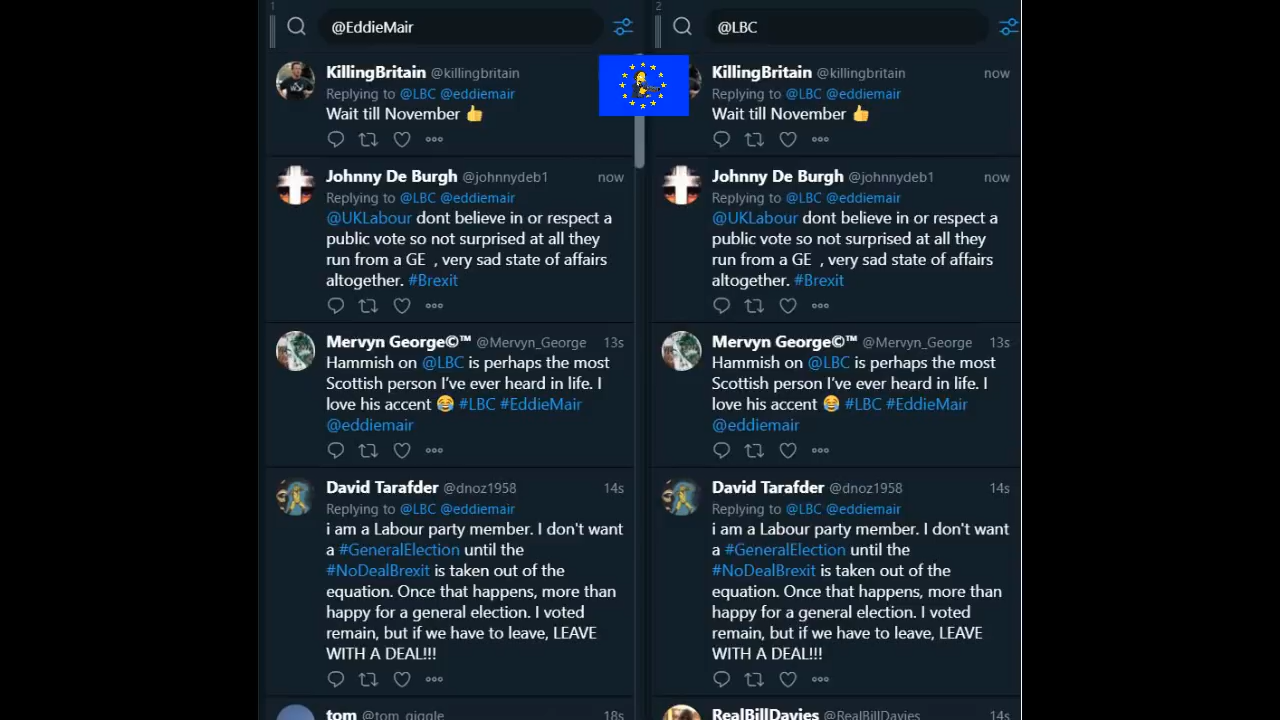 1
@EddieMair
KillingBritain @killingbritain
Replying to @LBC @eddiemair
Wait till November 👍
Johnny De Burgh @johnnydeb1 now
Replying to @LBC @eddiemair
@UKLabour dont believe in or respect a
public vote so not surprised at all they
run from a GE , very sad state of affairs
altogether. #Brexit
Mervyn George©™ @Mervyn_George 13s
Hammish on @LBC is perhaps the most
Scottish person I've ever heard in life. I
love his accent 😂 #LBC #EddieMair
@eddiemair
David Tarafder @dnoz1958 14s
Replying to @LBC @eddiemair
i am a Labour party member. I don't want
a #GeneralElection until the
#NoDealBrexit is taken out of the
equation. Once that happens, more than
happy for a general election. I voted
remain, but if we have to leave, LEAVE
WITH A DEAL!!!
tom @tom_giggle 18s
2
@LBC
KillingBritain @killingbritain now
Replying to @LBC @eddiemair
Wait till November 👍
Johnny De Burgh @johnnydeb1 now
Replying to @LBC @eddiemair
@UKLabour dont believe in or respect a
public vote so not surprised at all they
run from a GE , very sad state of affairs
altogether. #Brexit
Mervyn George©™ @Mervyn_George 13s
Hammish on @LBC is perhaps the most
Scottish person I've ever heard in life. I
love his accent 😂 #LBC #EddieMair
@eddiemair
David Tarafder @dnoz1958 14s
Replying to @LBC @eddiemair
i am a Labour party member. I don't want
a #GeneralElection until the
#NoDealBrexit is taken out of the
equation. Once that happens, more than
happy for a general election. I voted
remain, but if we have to leave, LEAVE
WITH A DEAL!!!
RealBillDavies @RealBillDavies 14s